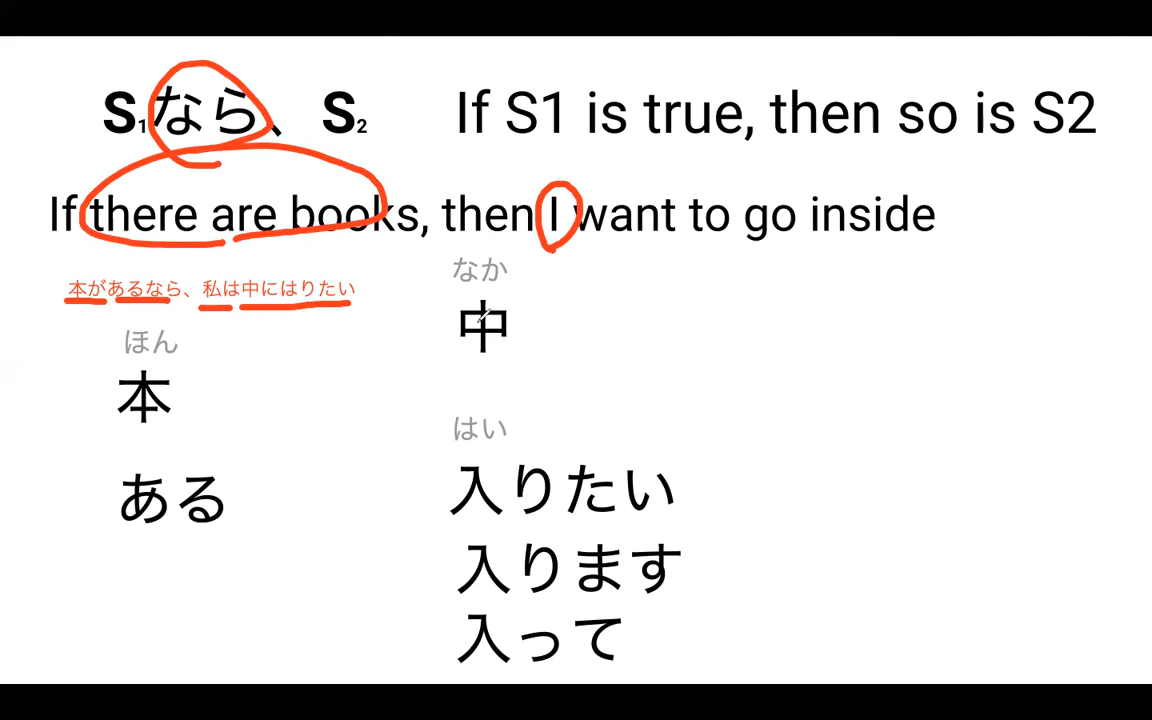 S1なら、S2 If S1 is true, then so is S2
If there are books, then I want to go inside
なか
本があるなら、私は中にはりたい
中
ほん
本
はい
ある
入りたい
入ります
入って